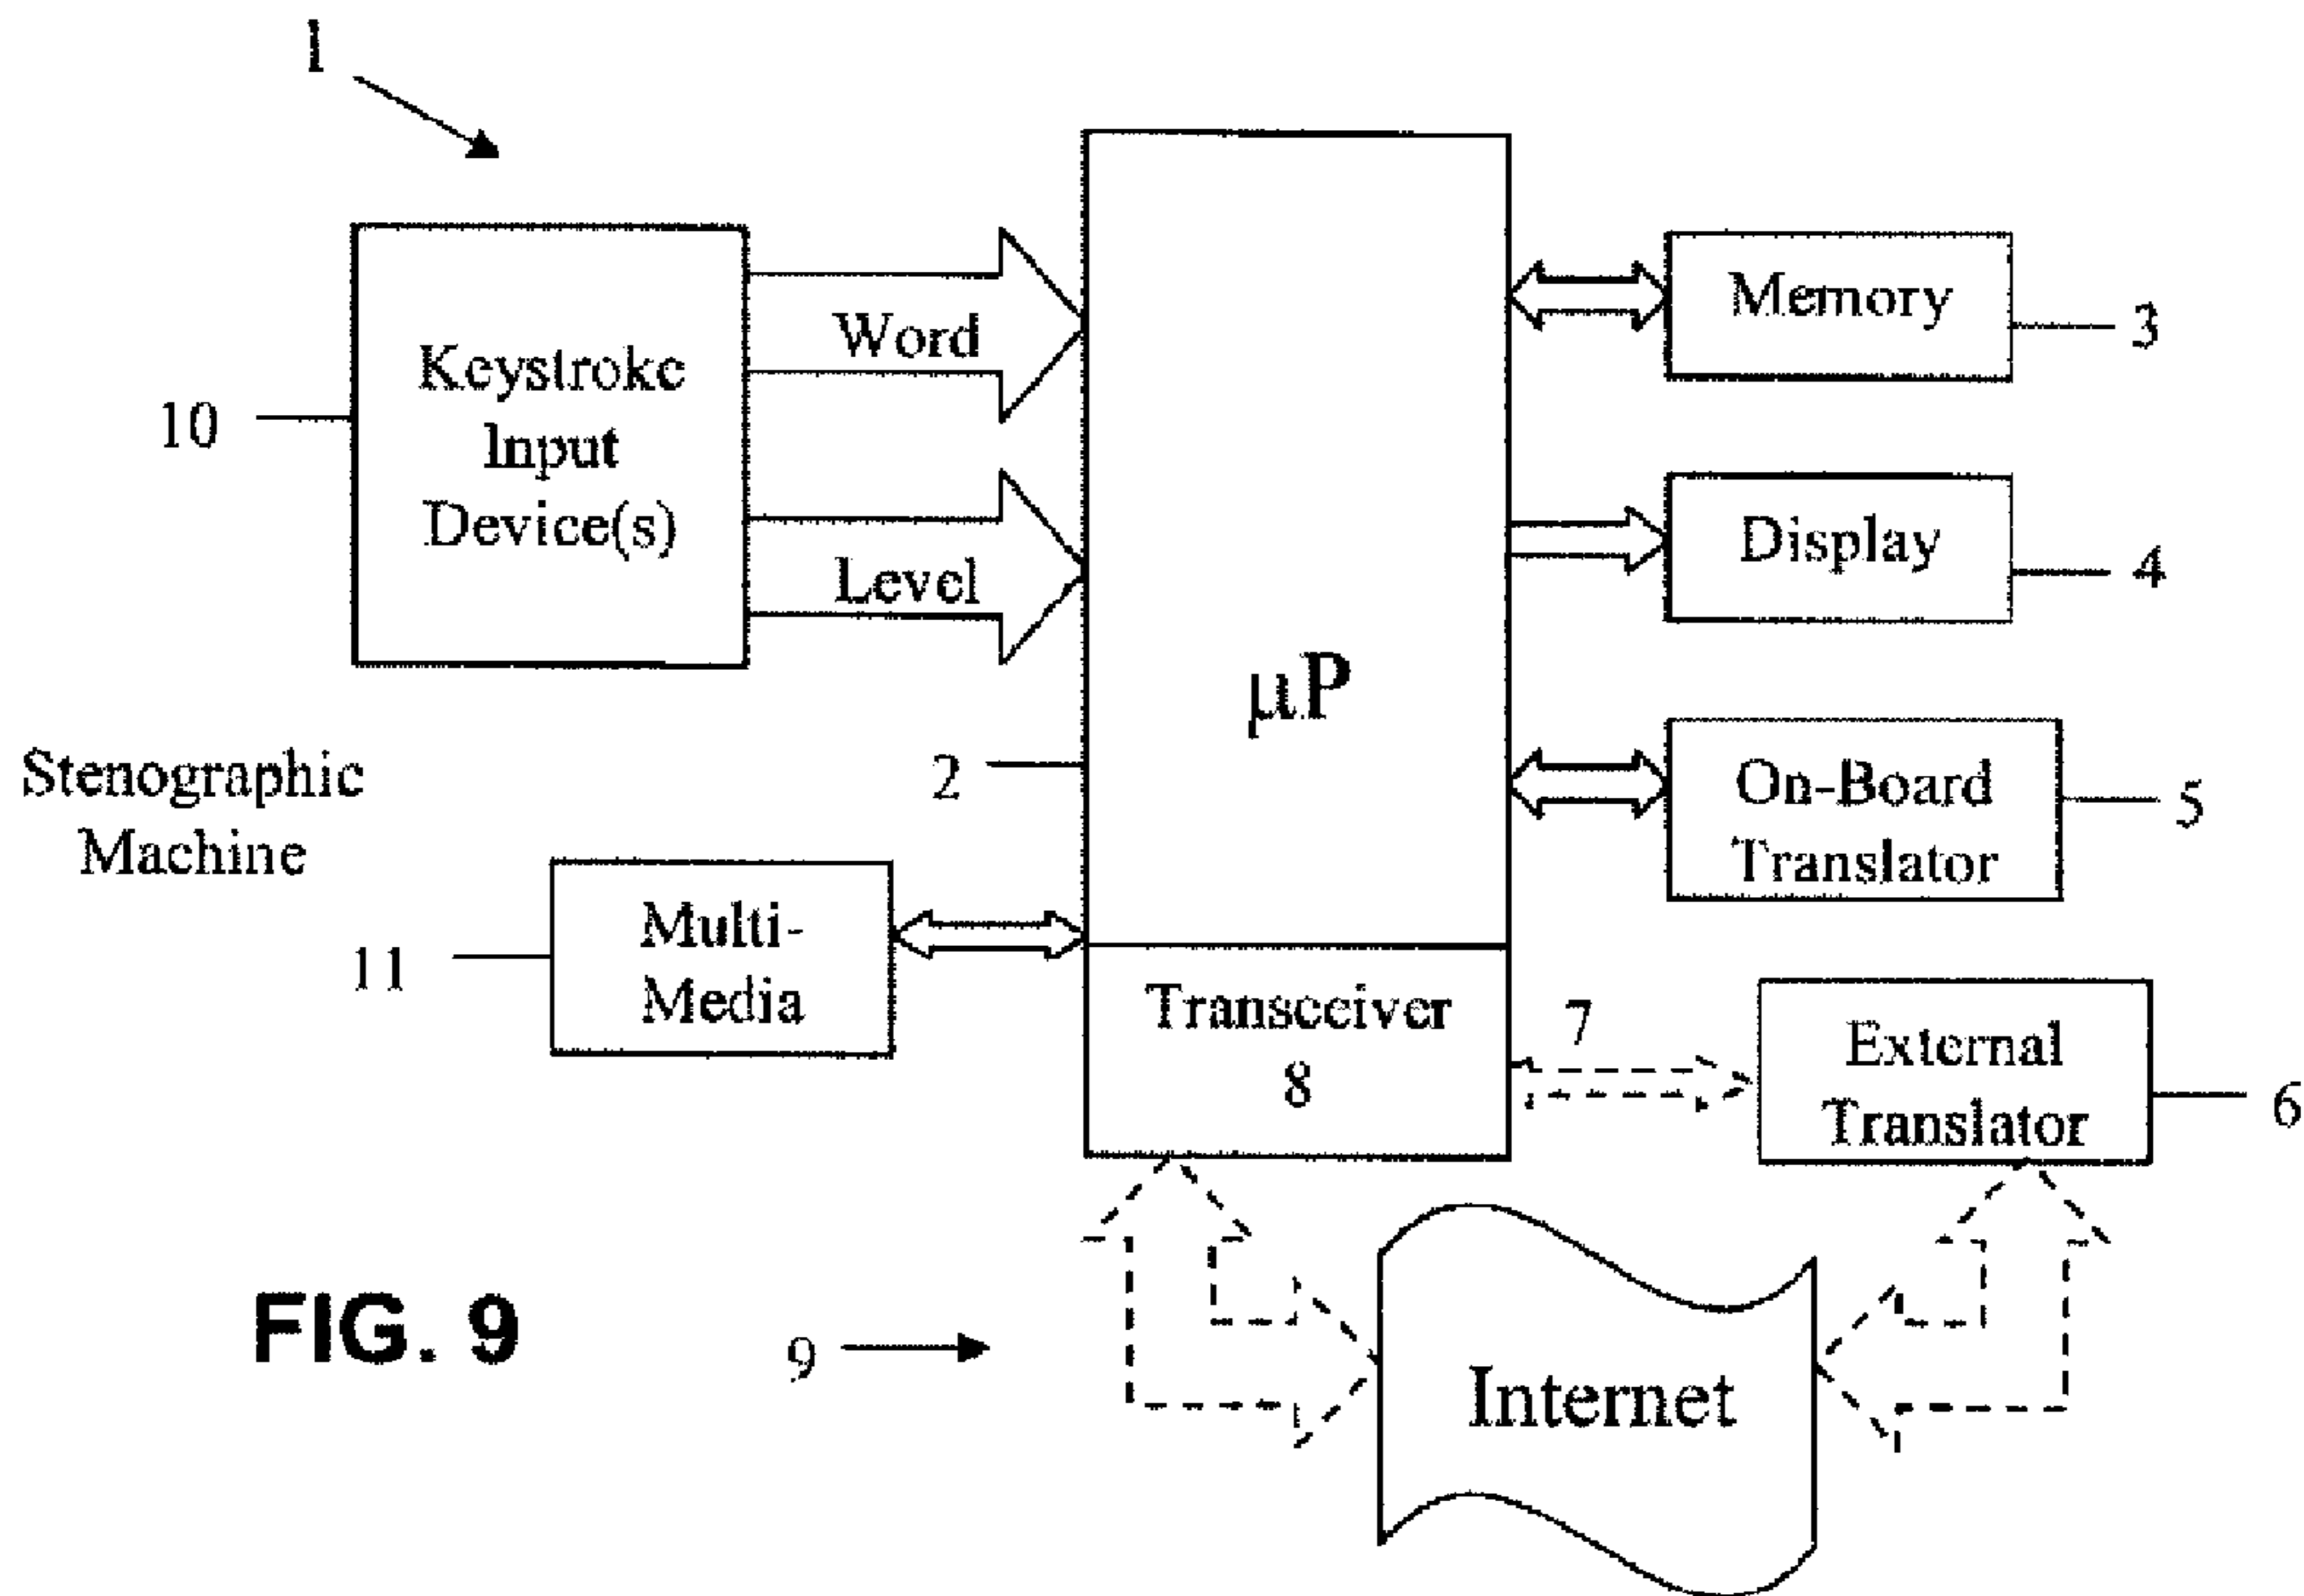 1
Keystroke
Input
Device(s)
10
Word
Level
µP
2
Memory
3
Display
4
On-Board
Translator
5
Stenographic
Machine
Multi-
Media
11
Transceiver
8
7
External
Translator
6
FIG. 9
9
Internet